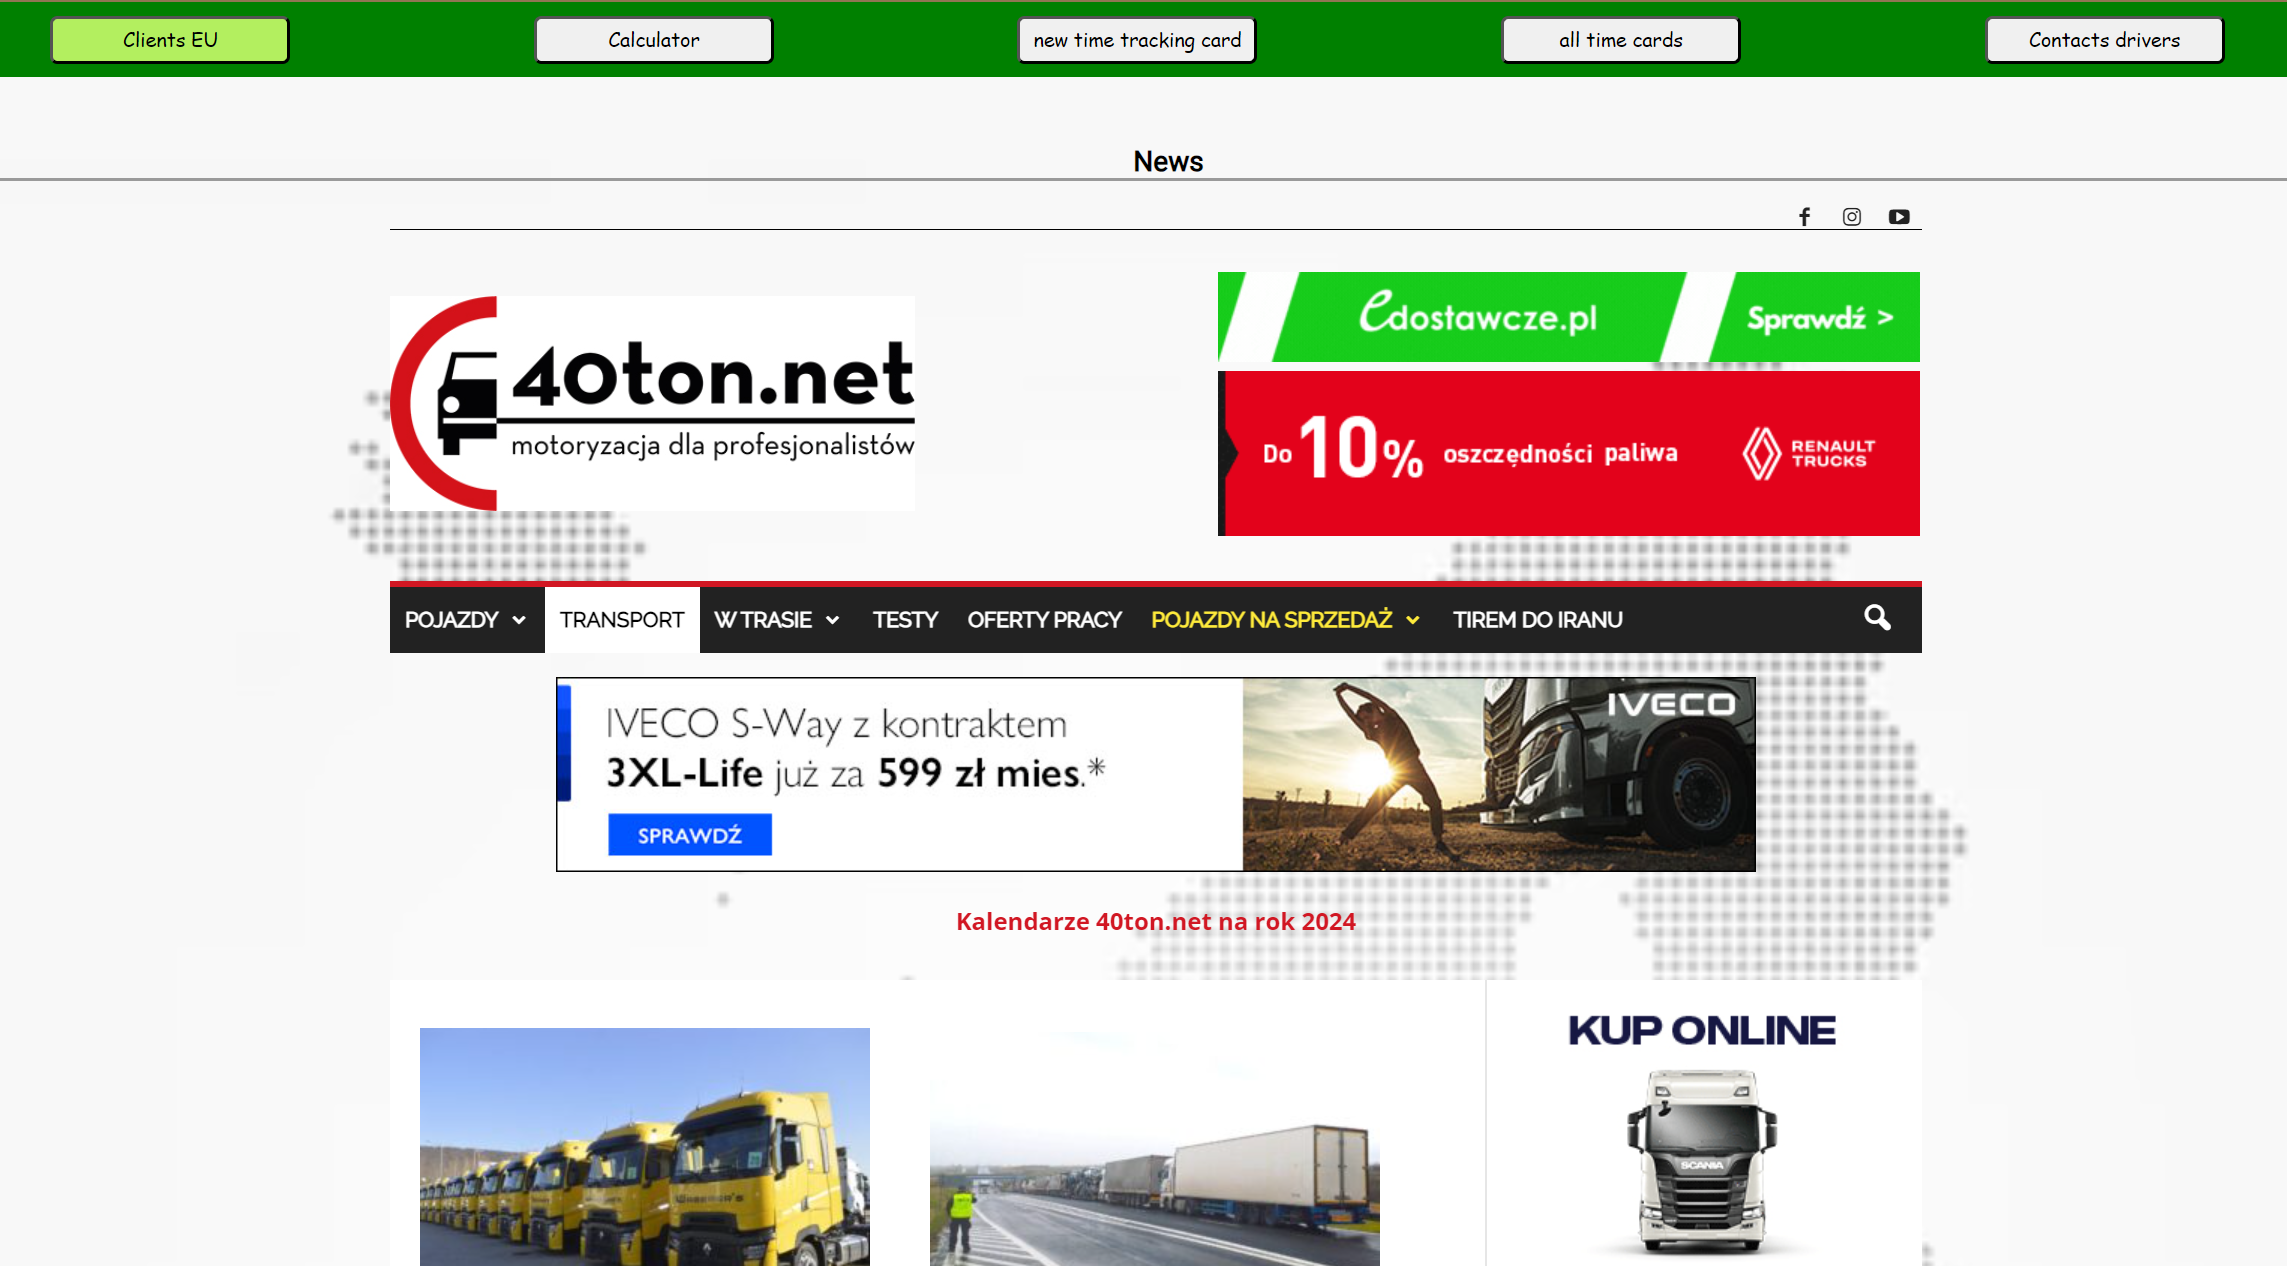 Clients EU
Calculator
new time tracking card
all time cards
Contacts drivers
News
40ton.net
motoryzacja dla profesjonalistów
edostawcze.pl
Sprawdź >
Do 10% oszczędności paliwa
RENAULT
TRUCKS
POJAZDY
TRANSPORT
W TRASIE
TESTY
OFERTY PRACY
POJAZDY NA SPRZEDAŻ
TIREM DO IRANU
IVECO S-Way z kontraktem
3XL-Life już za 599 zł mies.*
SPRAWDŹ
IVECO
Kalendarze 40ton.net na rok 2024
KUP ONLINE
SCANIA